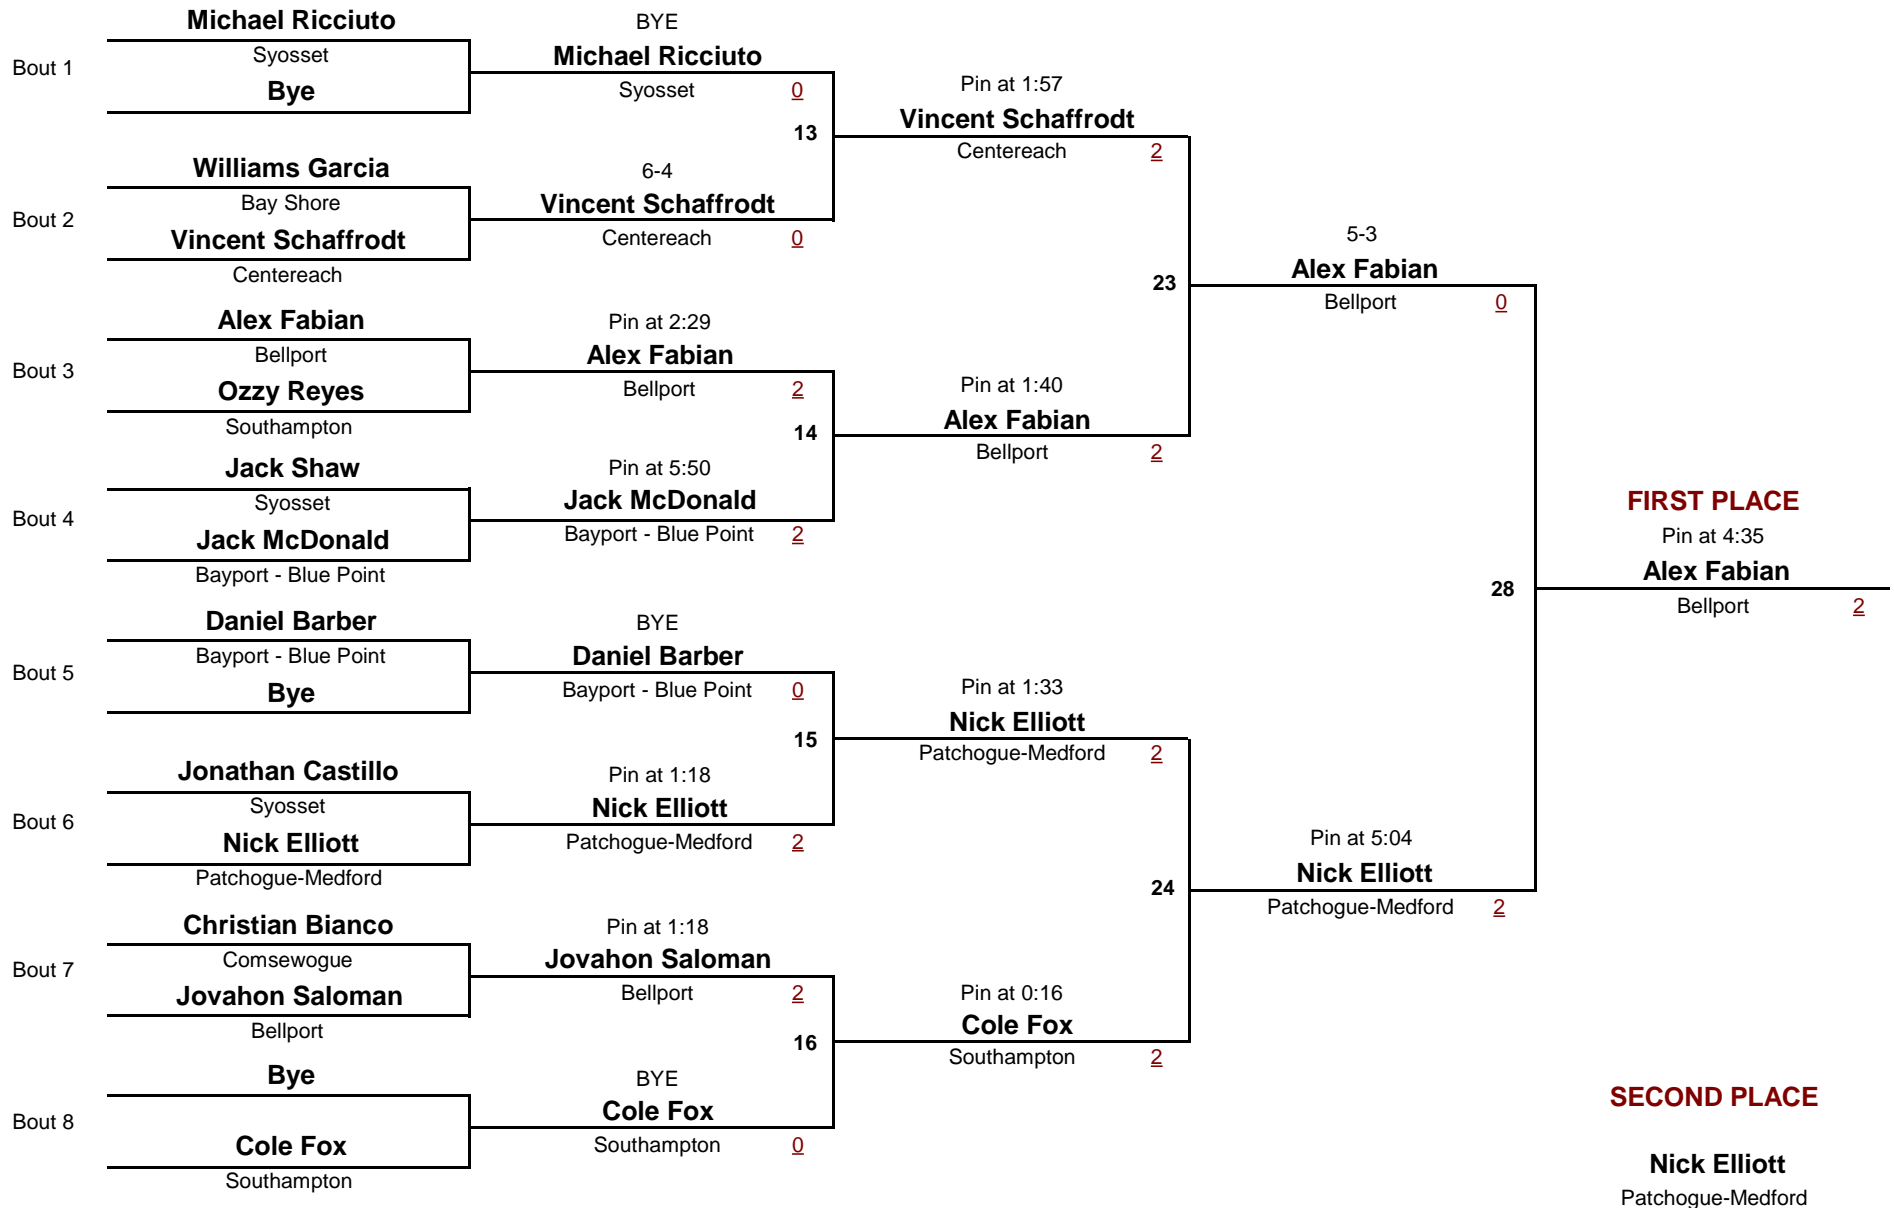 Michael Ricciuto
Bout 1
Syosset
Bye
BYE
Michael Ricciuto
Syosset 0
13
Williams Garcia
Bout 2
Bay Shore
Vincent Schaffrodt
Centereach
6-4
Vincent Schaffrodt
Centereach 0
Pin at 1:57
Vincent Schaffrodt
Centereach 2
23
Alex Fabian
Bout 3
Bellport
Ozzy Reyes
Southampton
Pin at 2:29
Alex Fabian
Bellport 2
14
Jack Shaw
Bout 4
Syosset
Jack McDonald
Bayport - Blue Point
Pin at 5:50
Jack McDonald
Bayport - Blue Point 2
Pin at 1:40
Alex Fabian
Bellport 2
5-3
Alex Fabian
Bellport 0
28
Daniel Barber
Bout 5
Bayport - Blue Point
Bye
BYE
Daniel Barber
Bayport - Blue Point 0
15
Jonathan Castillo
Bout 6
Syosset
Nick Elliott
Patchogue-Medford
Pin at 1:18
Nick Elliott
Patchogue-Medford 2
Pin at 1:33
Nick Elliott
Patchogue-Medford 2
24
Christian Bianco
Bout 7
Comsewogue
Jovahon Saloman
Bellport
Pin at 1:18
Jovahon Saloman
Bellport 2
16
Bye
Bout 8
Cole Fox
Southampton
BYE
Cole Fox
Southampton 0
Pin at 0:16
Cole Fox
Southampton 2
Pin at 5:04
Nick Elliott
Patchogue-Medford 2
FIRST PLACE
Pin at 4:35
Alex Fabian
Bellport 2
SECOND PLACE
Nick Elliott
Patchogue-Medford